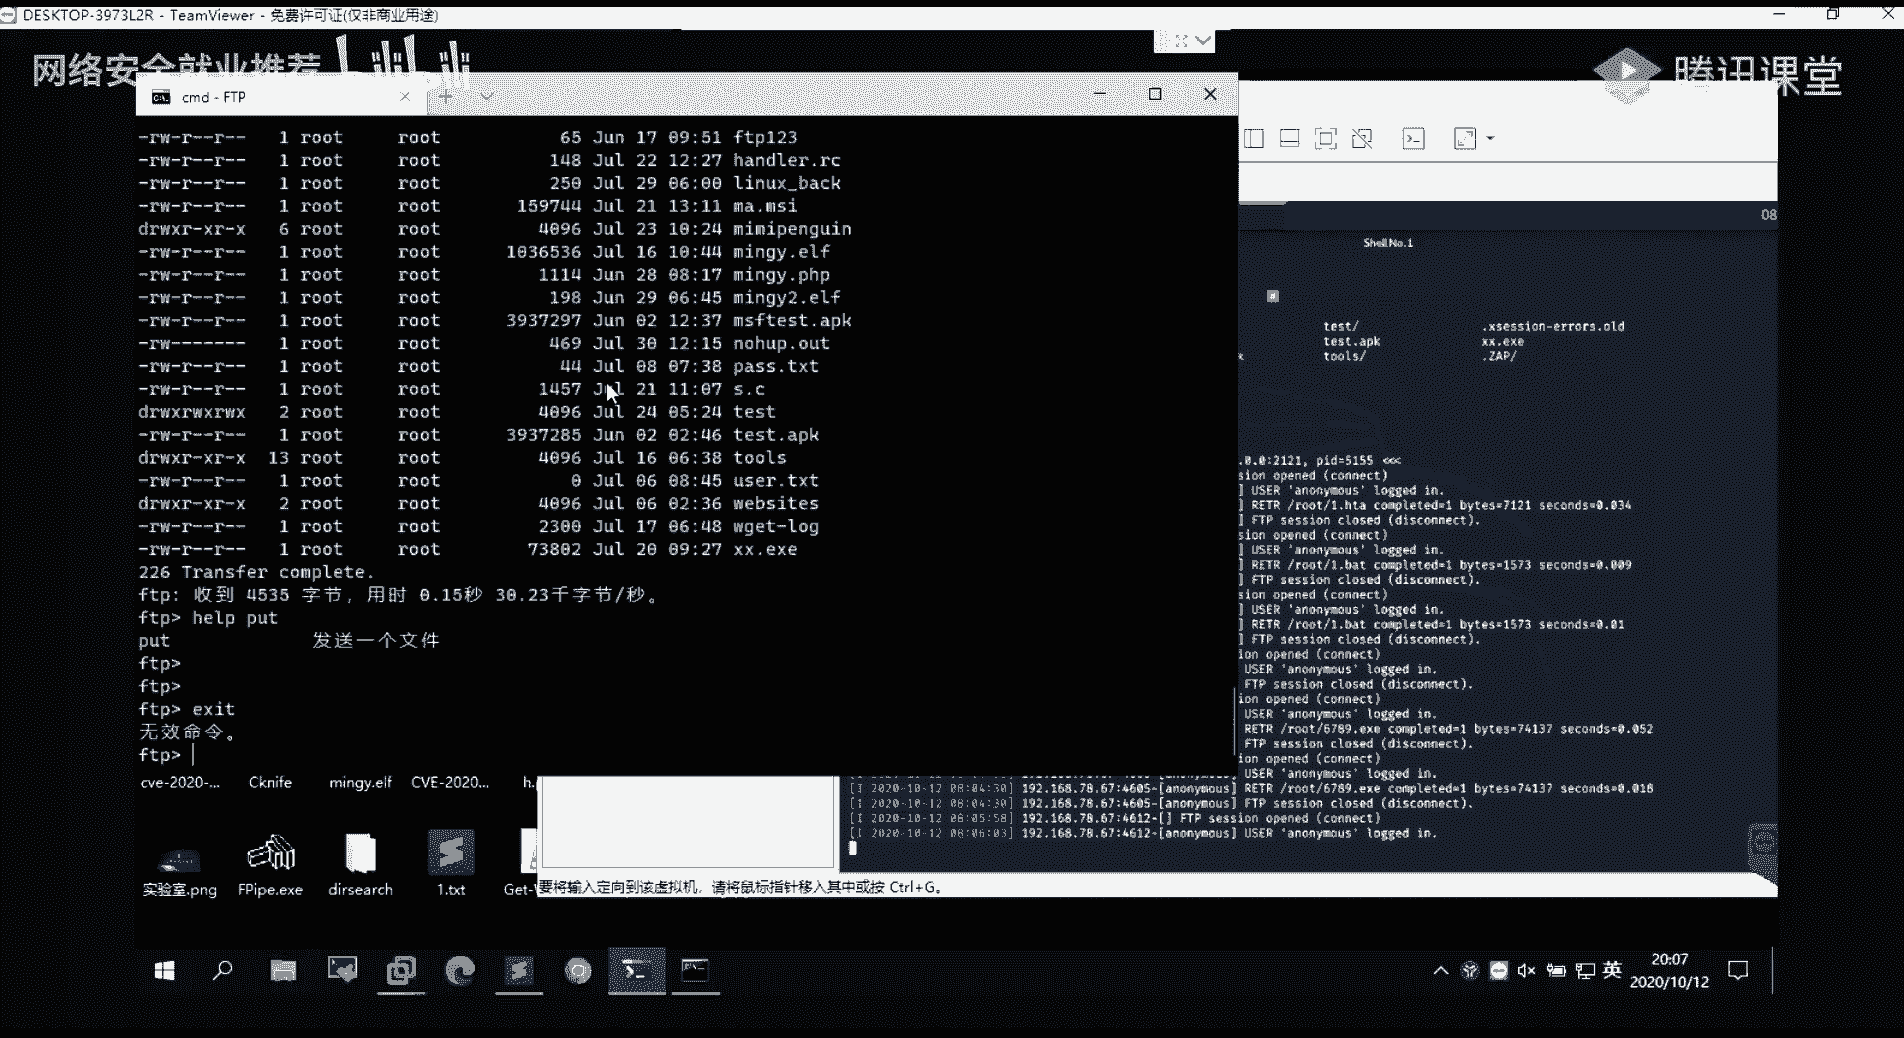 DESKTOP-3973L2R - TeamViewer - 免费许可证(仅非商业用途)
网络安全就业推荐
腾讯课堂
cmd - FTP
-rw-r--r-- 1 root root 65 Jun 17 09:51 ftp123
-rw-r--r-- 1 root root 148 Jul 22 12:27 handler.rc
-rw-r--r-- 1 root root 250 Jul 29 06:00 linux_back
-rw-r--r-- 1 root root 159744 Jul 21 13:11 ma.msi
drwxr-xr-x 6 root root 4096 Jul 23 10:24 mimipenguin
-rw-r--r-- 1 root root 1036536 Jul 16 10:44 mingy.elf
-rw-r--r-- 1 root root 1114 Jun 28 08:17 mingy.php
-rw-r--r-- 1 root root 198 Jun 29 06:45 mingy2.elf
-rw-r--r-- 1 root root 3937297 Jun 02 12:37 msftest.apk
-rw------- 1 root root 469 Jul 30 12:15 nohup.out
-rw-r--r-- 1 root root 44 Jul 08 07:38 pass.txt
-rw-r--r-- 1 root root 1457 Jul 21 11:07 s.c
drwxrwxrwx 2 root root 4096 Jul 24 05:24 test
-rw-r--r-- 1 root root 3937285 Jun 02 02:46 test.apk
drwxr-xr-x 13 root root 4096 Jul 16 06:38 tools
-rw-r--r-- 1 root root 0 Jul 06 08:45 user.txt
drwxr-xr-x 2 root root 4096 Jul 06 02:36 websites
-rw-r--r-- 1 root root 2300 Jul 17 06:48 wget-log
-rw-r--r-- 1 root root 73802 Jul 20 09:27 xx.exe
226 Transfer complete.
ftp: 收到 4535 字节，用时 0.15秒 30.23千字节/秒。
ftp> help put
put 发送一个文件
ftp>
ftp>
ftp> exit
无效命令。
ftp>
08
Shell No.1
test/ .xsession-errors.old
test.apk xx.exe
tools/ .ZAP/
.0.0:2121, pid=5155 <<<
sion opened (connect)
] USER 'anonymous' logged in.
] RETR /root/1.hta completed=1 bytes=7121 seconds=0.034
] FTP session closed (disconnect).
sion opened (connect)
] USER 'anonymous' logged in.
] RETR /root/1.bat completed=1 bytes=1573 seconds=0.009
] FTP session closed (disconnect).
sion opened (connect)
] USER 'anonymous' logged in.
] RETR /root/1.bat completed=1 bytes=1573 seconds=0.01
] FTP session closed (disconnect).
ion opened (connect)
USER 'anonymous' logged in.
FTP session closed (disconnect).
ion opened (connect)
USER 'anonymous' logged in.
RETR /root/6789.exe completed=1 bytes=74137 seconds=0.052
FTP session closed (disconnect).
ion opened (connect)
USER 'anonymous' logged in.
[I 2020-10-12 08:04:30] 192.168.78.67:4605-[anonymous] RETR /root/6789.exe completed=1 bytes=74137 seconds=0.018
[I 2020-10-12 08:04:30] 192.168.78.67:4605-[anonymous] FTP session closed (disconnect).
[I 2020-10-12 08:05:58] 192.168.78.67:4612-[] FTP session opened (connect)
[I 2020-10-12 08:06:03] 192.168.78.67:4612-[anonymous] USER 'anonymous' logged in.
cve-2020-... Cknife mingy.elf CVE-2020...
实验室.png FPipe.exe dirsearch 1.txt
要将输入定向到该虚拟机，请将鼠标指针移入其中或按 Ctrl+G。
英
20:07
2020/10/12